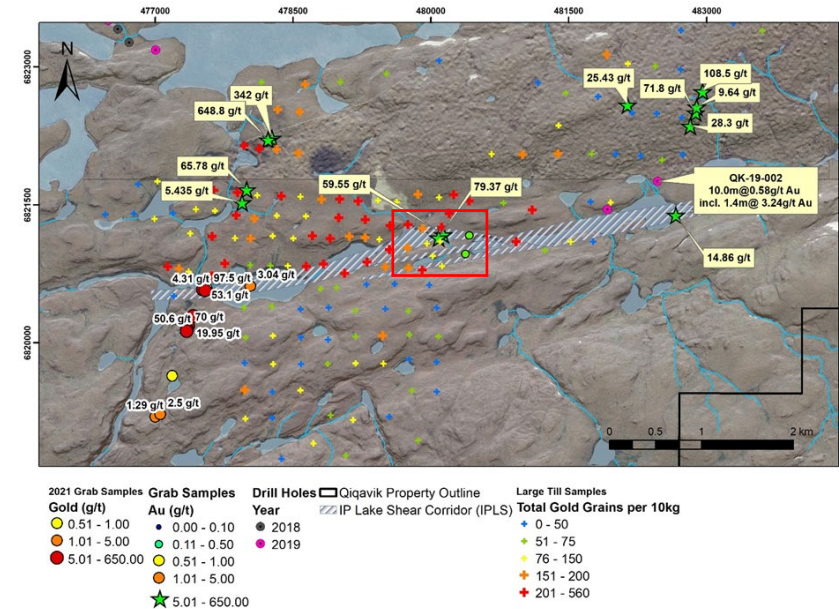 477000 478500 480000 481500 483000
6823000
6821500
6820000
N
342 g/t
648.8 g/t
65.78 g/t
5.435 g/t
59.55 g/t
79.37 g/t
25.43 g/t
71.8 g/t
108.5 g/t
9.64 g/t
28.3 g/t
QK-19-002
10.0m@0.58g/t Au
incl. 1.4m@ 3.24g/t Au
14.86 g/t
4.31 g/t
97.5 g/t
3.04 g/t
53.1 g/t
50.6 g/t
70 g/t
19.95 g/t
1.29 g/t
2.5 g/t
0 0.5 1 2 km
2021 Grab Samples
Gold (g/t)
0.51 - 1.00
1.01 - 5.00
5.01 - 650.00
Grab Samples
Au (g/t)
0.00 - 0.10
0.11 - 0.50
0.51 - 1.00
1.01 - 5.00
5.01 - 650.00
Drill Holes
Year
2018
2019
Qiqavik Property Outline
IP Lake Shear Corridor (IPLS)
Large Till Samples
Total Gold Grains per 10kg
0 - 50
51 - 75
76 - 150
151 - 200
201 - 560